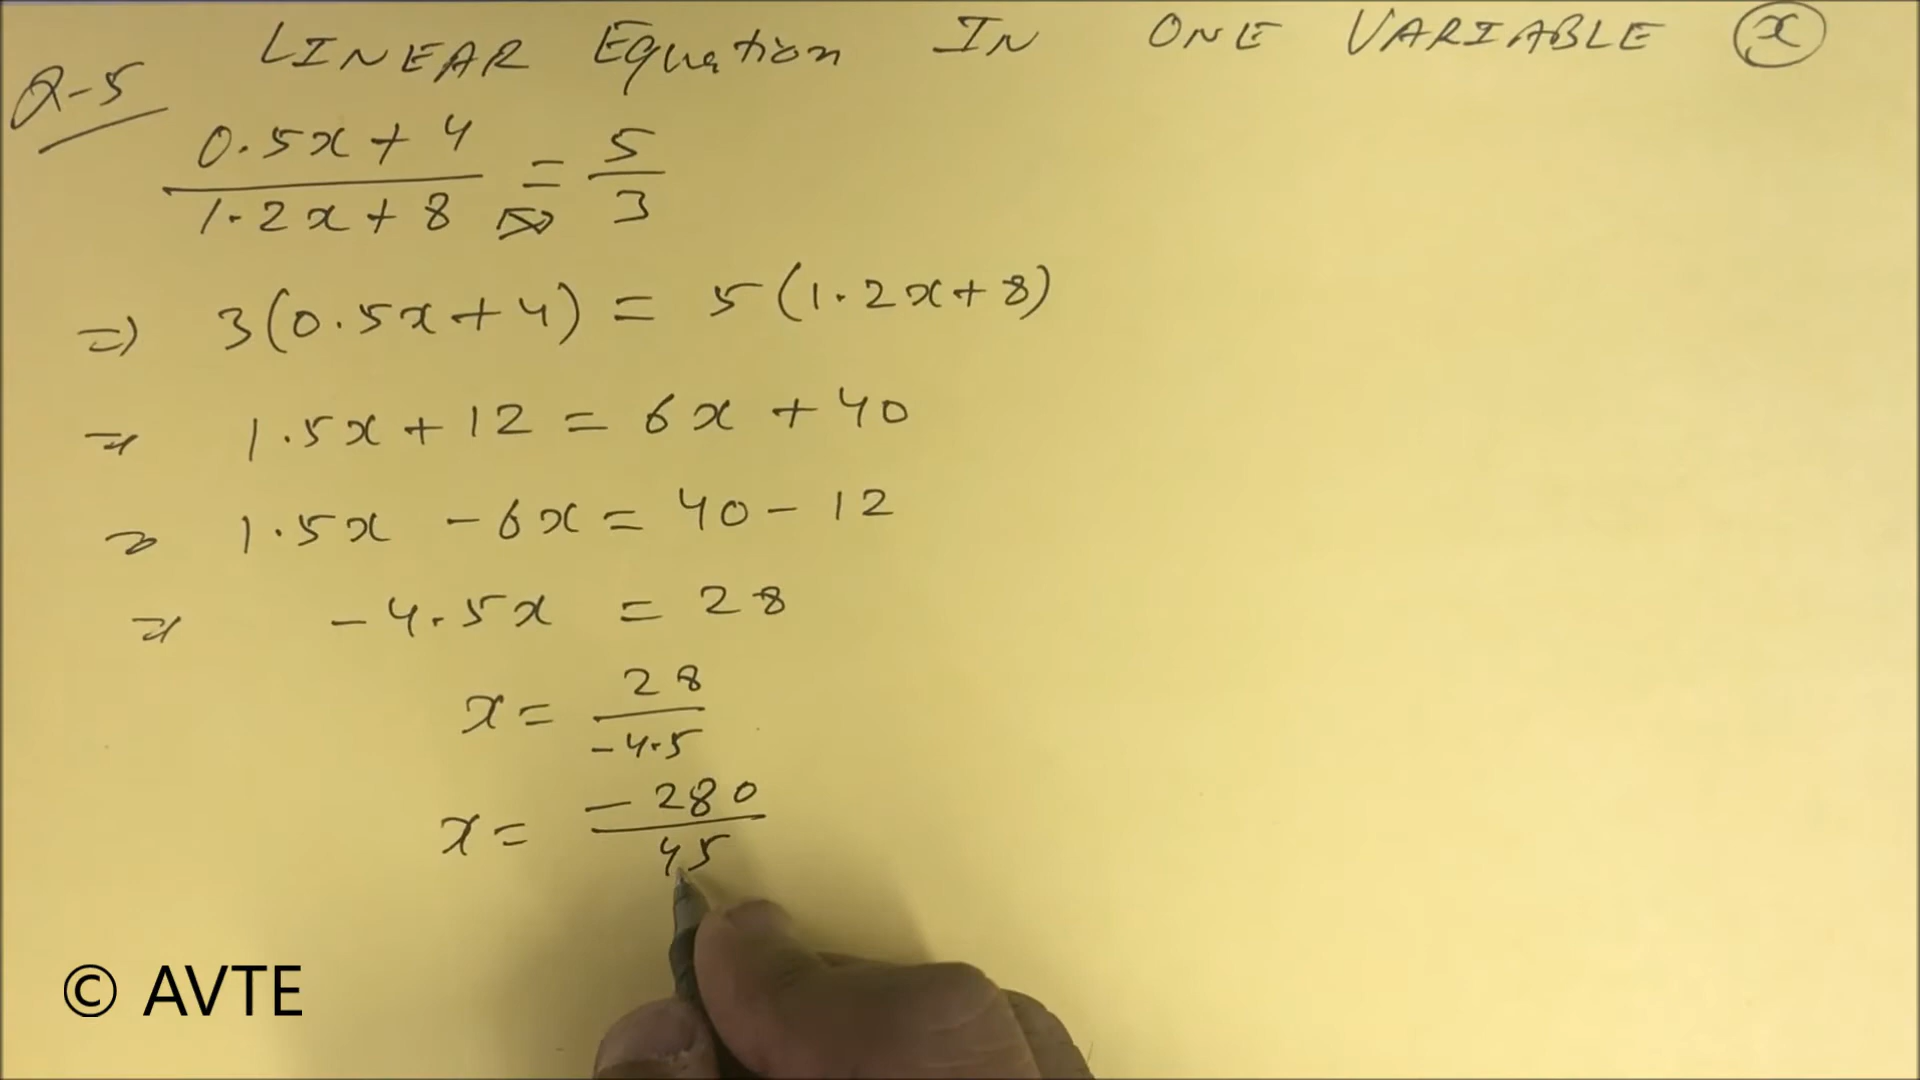 LINEAR Equation IN ONE VARIABLE x
Q-5
0.5x + 4 / 1.2x + 8 = 5 / 3
=) 3(0.5x + 4) = 5(1.2x + 8)
⇒ 1.5x + 12 = 6x + 40
⇒ 1.5x - 6x = 40 - 12
⇒ - 4.5x = 28
x = 28 / -4.5
x = - 280 / 45
© AVTE